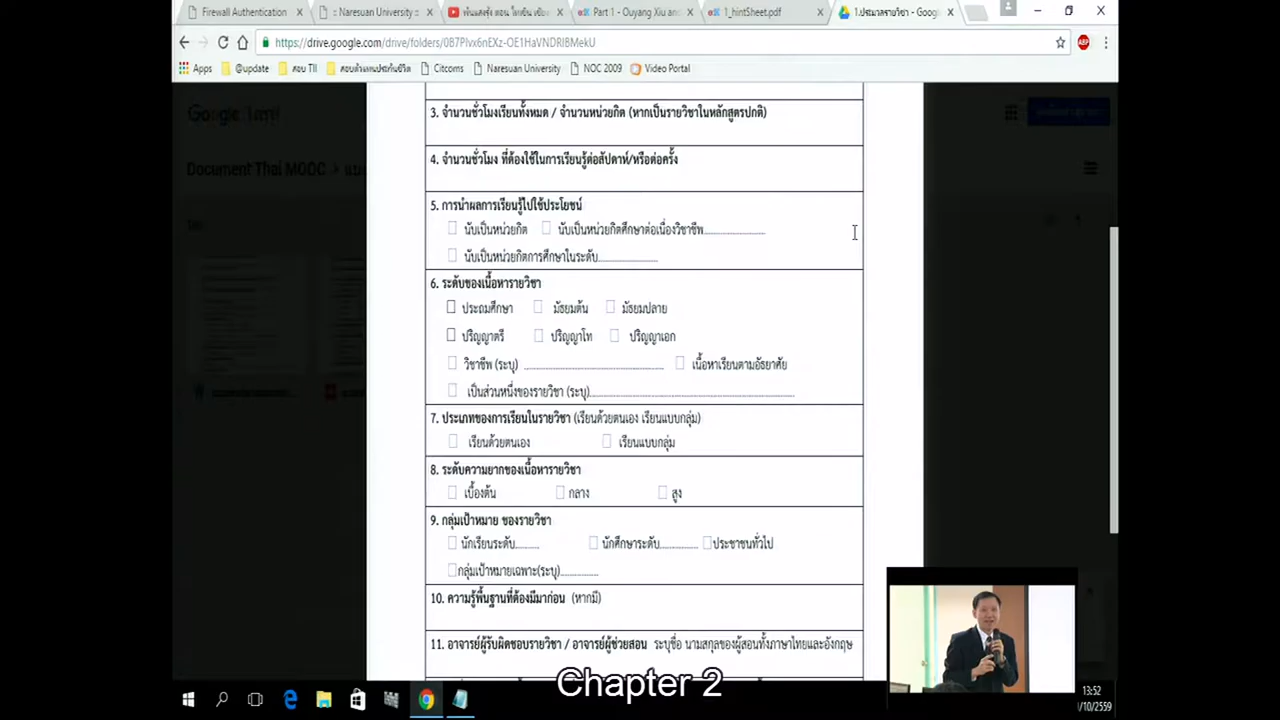 Firewall Authentication
:: Naresuan University ::
Part 1 - Ouyang Xiu and
1_hintSheet.pdf
1.ประมวลรายวิชา - Goog
https://drive.google.com/drive/folders/
Apps
@update
สอบ TII
Citcoms
Naresuan University
NOC 2009
Video Portal
Document Thai MOOC >
3. จำนวนชั่วโมงเรียนทั้งหมด / จำนวนหน่วยกิต (หากเป็นรายวิชาในหลักสูตรปกติ)
4. จำนวนชั่วโมง ที่ต้องใช้ในการเรียนรู้ต่อสัปดาห์/หรือต่อครั้ง
5. การนำผลการเรียนรู้ไปใช้ประโยชน์
นับเป็นหน่วยกิต นับเป็นหน่วยกิตศึกษาต่อเนื่องวิชาชีพ........................
นับเป็นหน่วยกิตการศึกษาในระดับ........................
6. ระดับของเนื้อหารายวิชา
ประถมศึกษา มัธยมต้น มัธยมปลาย
ปริญญาตรี ปริญญาโท ปริญญาเอก
วิชาชีพ (ระบุ) ........................................ เนื้อหาเรียนตามอัธยาศัย
เป็นส่วนหนึ่งของรายวิชา (ระบุ)............................................................
7. ประเภทของการเรียนในรายวิชา (เรียนด้วยตนเอง เรียนแบบกลุ่ม)
เรียนด้วยตนเอง เรียนแบบกลุ่ม
8. ระดับความยากของเนื้อหารายวิชา
เบื้องต้น กลาง สูง
9. กลุ่มเป้าหมาย ของรายวิชา
นักเรียนระดับ......... นักศึกษาระดับ............... ประชาชนทั่วไป
กลุ่มเป้าหมายเฉพาะ(ระบุ)...............
10. ความรู้พื้นฐานที่ต้องมีมาก่อน (หากมี)
11. อาจารย์ผู้รับผิดชอบรายวิชา / อาจารย์ผู้ช่วยสอน ระบุชื่อ นามสกุลของผู้สอนทั้งภาษาไทยและอังกฤษ
Chapter 2
13:52
/10/2559